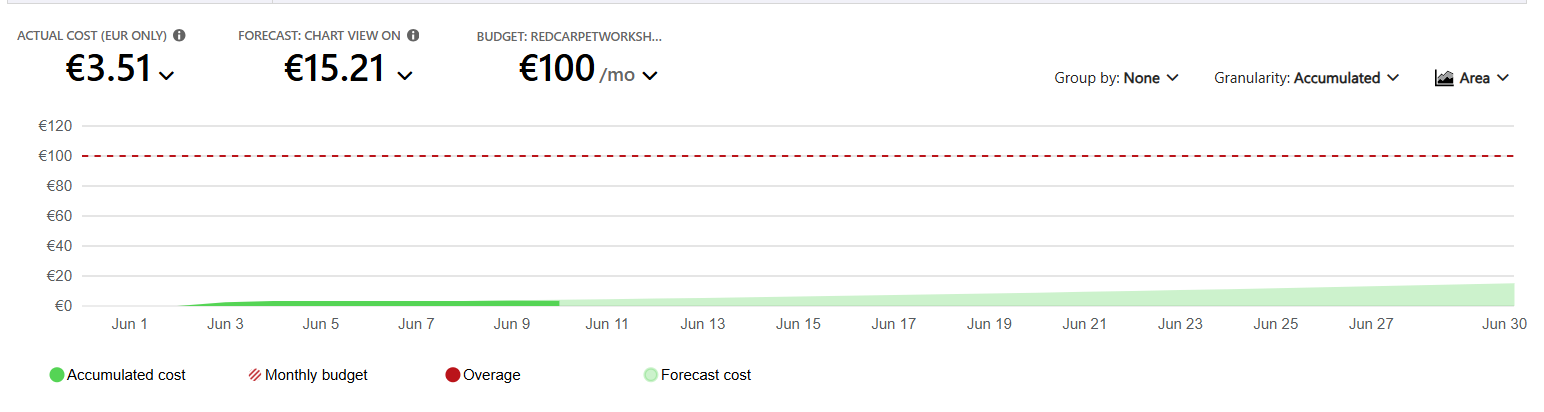 ACTUAL COST (EUR ONLY)
FORECAST: CHART VIEW ON
BUDGET: REDCARPETWORKSH...
€3.51
€15.21
€100 /mo
Group by: None
Granularity: Accumulated
Area
€120
€100
€80
€60
€40
€20
€0
Jun 1 Jun 3 Jun 5 Jun 7 Jun 9 Jun 11 Jun 13 Jun 15 Jun 17 Jun 19 Jun 21 Jun 23 Jun 25 Jun 27 Jun 30
Accumulated cost
Monthly budget
Overage
Forecast cost